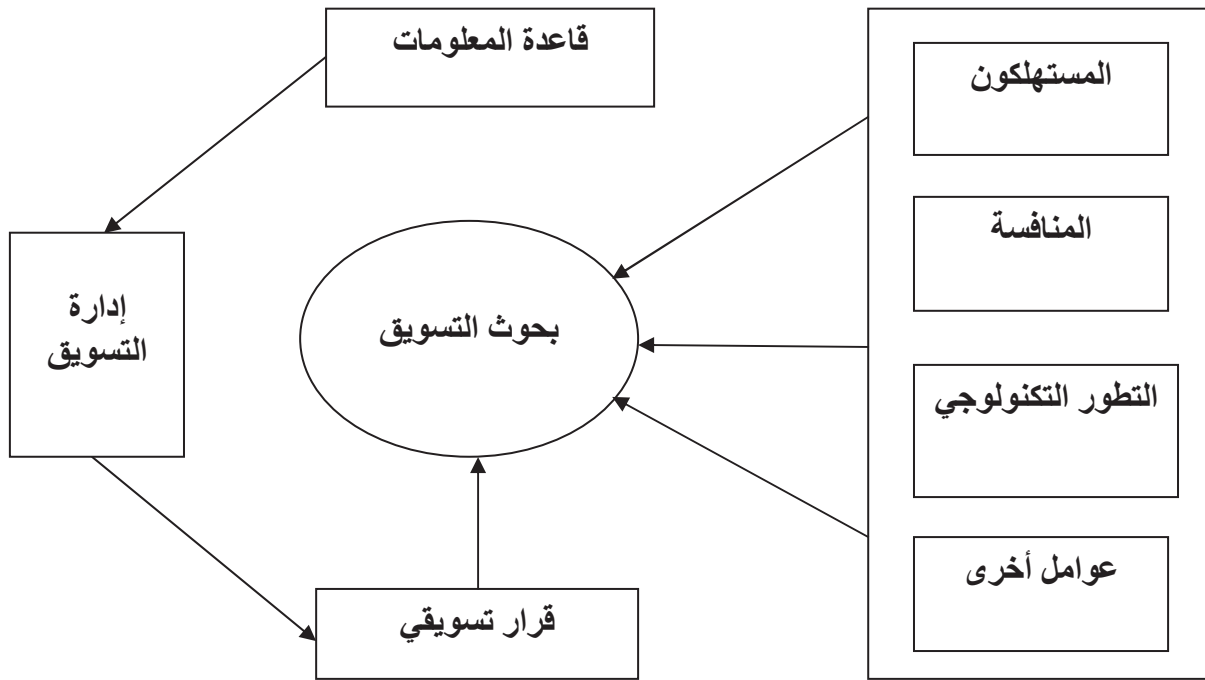 قاعدة المعلومات
المستهلكون
المنافسة
التطور التكنولوجي
عوامل أخرى
بحوث التسويق
إدارة
التسويق
قرار تسويقي